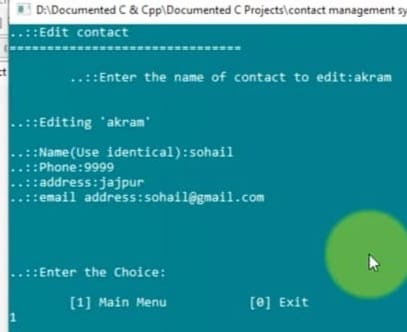 D:\Documented C & Cpp\Documented C Projects\contact management sy
..::Edit contact
===============================
..::Enter the name of contact to edit:akram
..::Editing 'akram'
..::Name(Use identical):sohail
..::Phone:9999
..::address:jajpur
..::email address:sohail@gmail.com
..::Enter the Choice:
[1] Main Menu [0] Exit
1